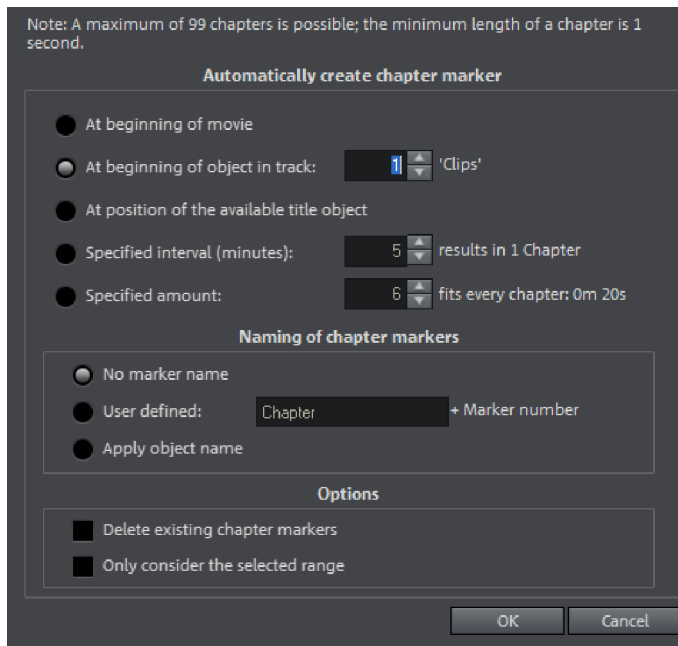 Note: A maximum of 99 chapters is possible; the minimum length of a chapter is 1
second.
Automatically create chapter marker
At beginning of movie
At beginning of object in track: 1 'Clips'
At position of the available title object
Specified interval (minutes): 5 results in 1 Chapter
Specified amount: 6 fits every chapter: 0m 20s
Naming of chapter markers
No marker name
User defined: Chapter + Marker number
Apply object name
Options
Delete existing chapter markers
Only consider the selected range
OK Cancel